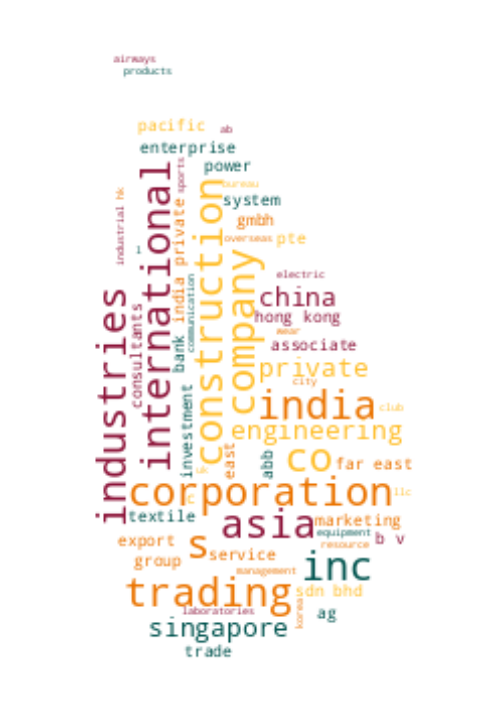 airways
products
pacific
ab
enterprise
sports
power
bureau
international
construction
private
hk
industrial
system
gmbh
overseas
pte
i
india
company
electric
communication
bank
china
industries
consultants
hong kong
wear
associate
private
city
investment
india
club
engineering
east
abb
co
far east
uk
corporation
c
llc
textile
asia
marketing
s
equipment
b v
export
resource
service
group
inc
management
trading
sdn bhd
laboratories
korea
ag
singapore
trade